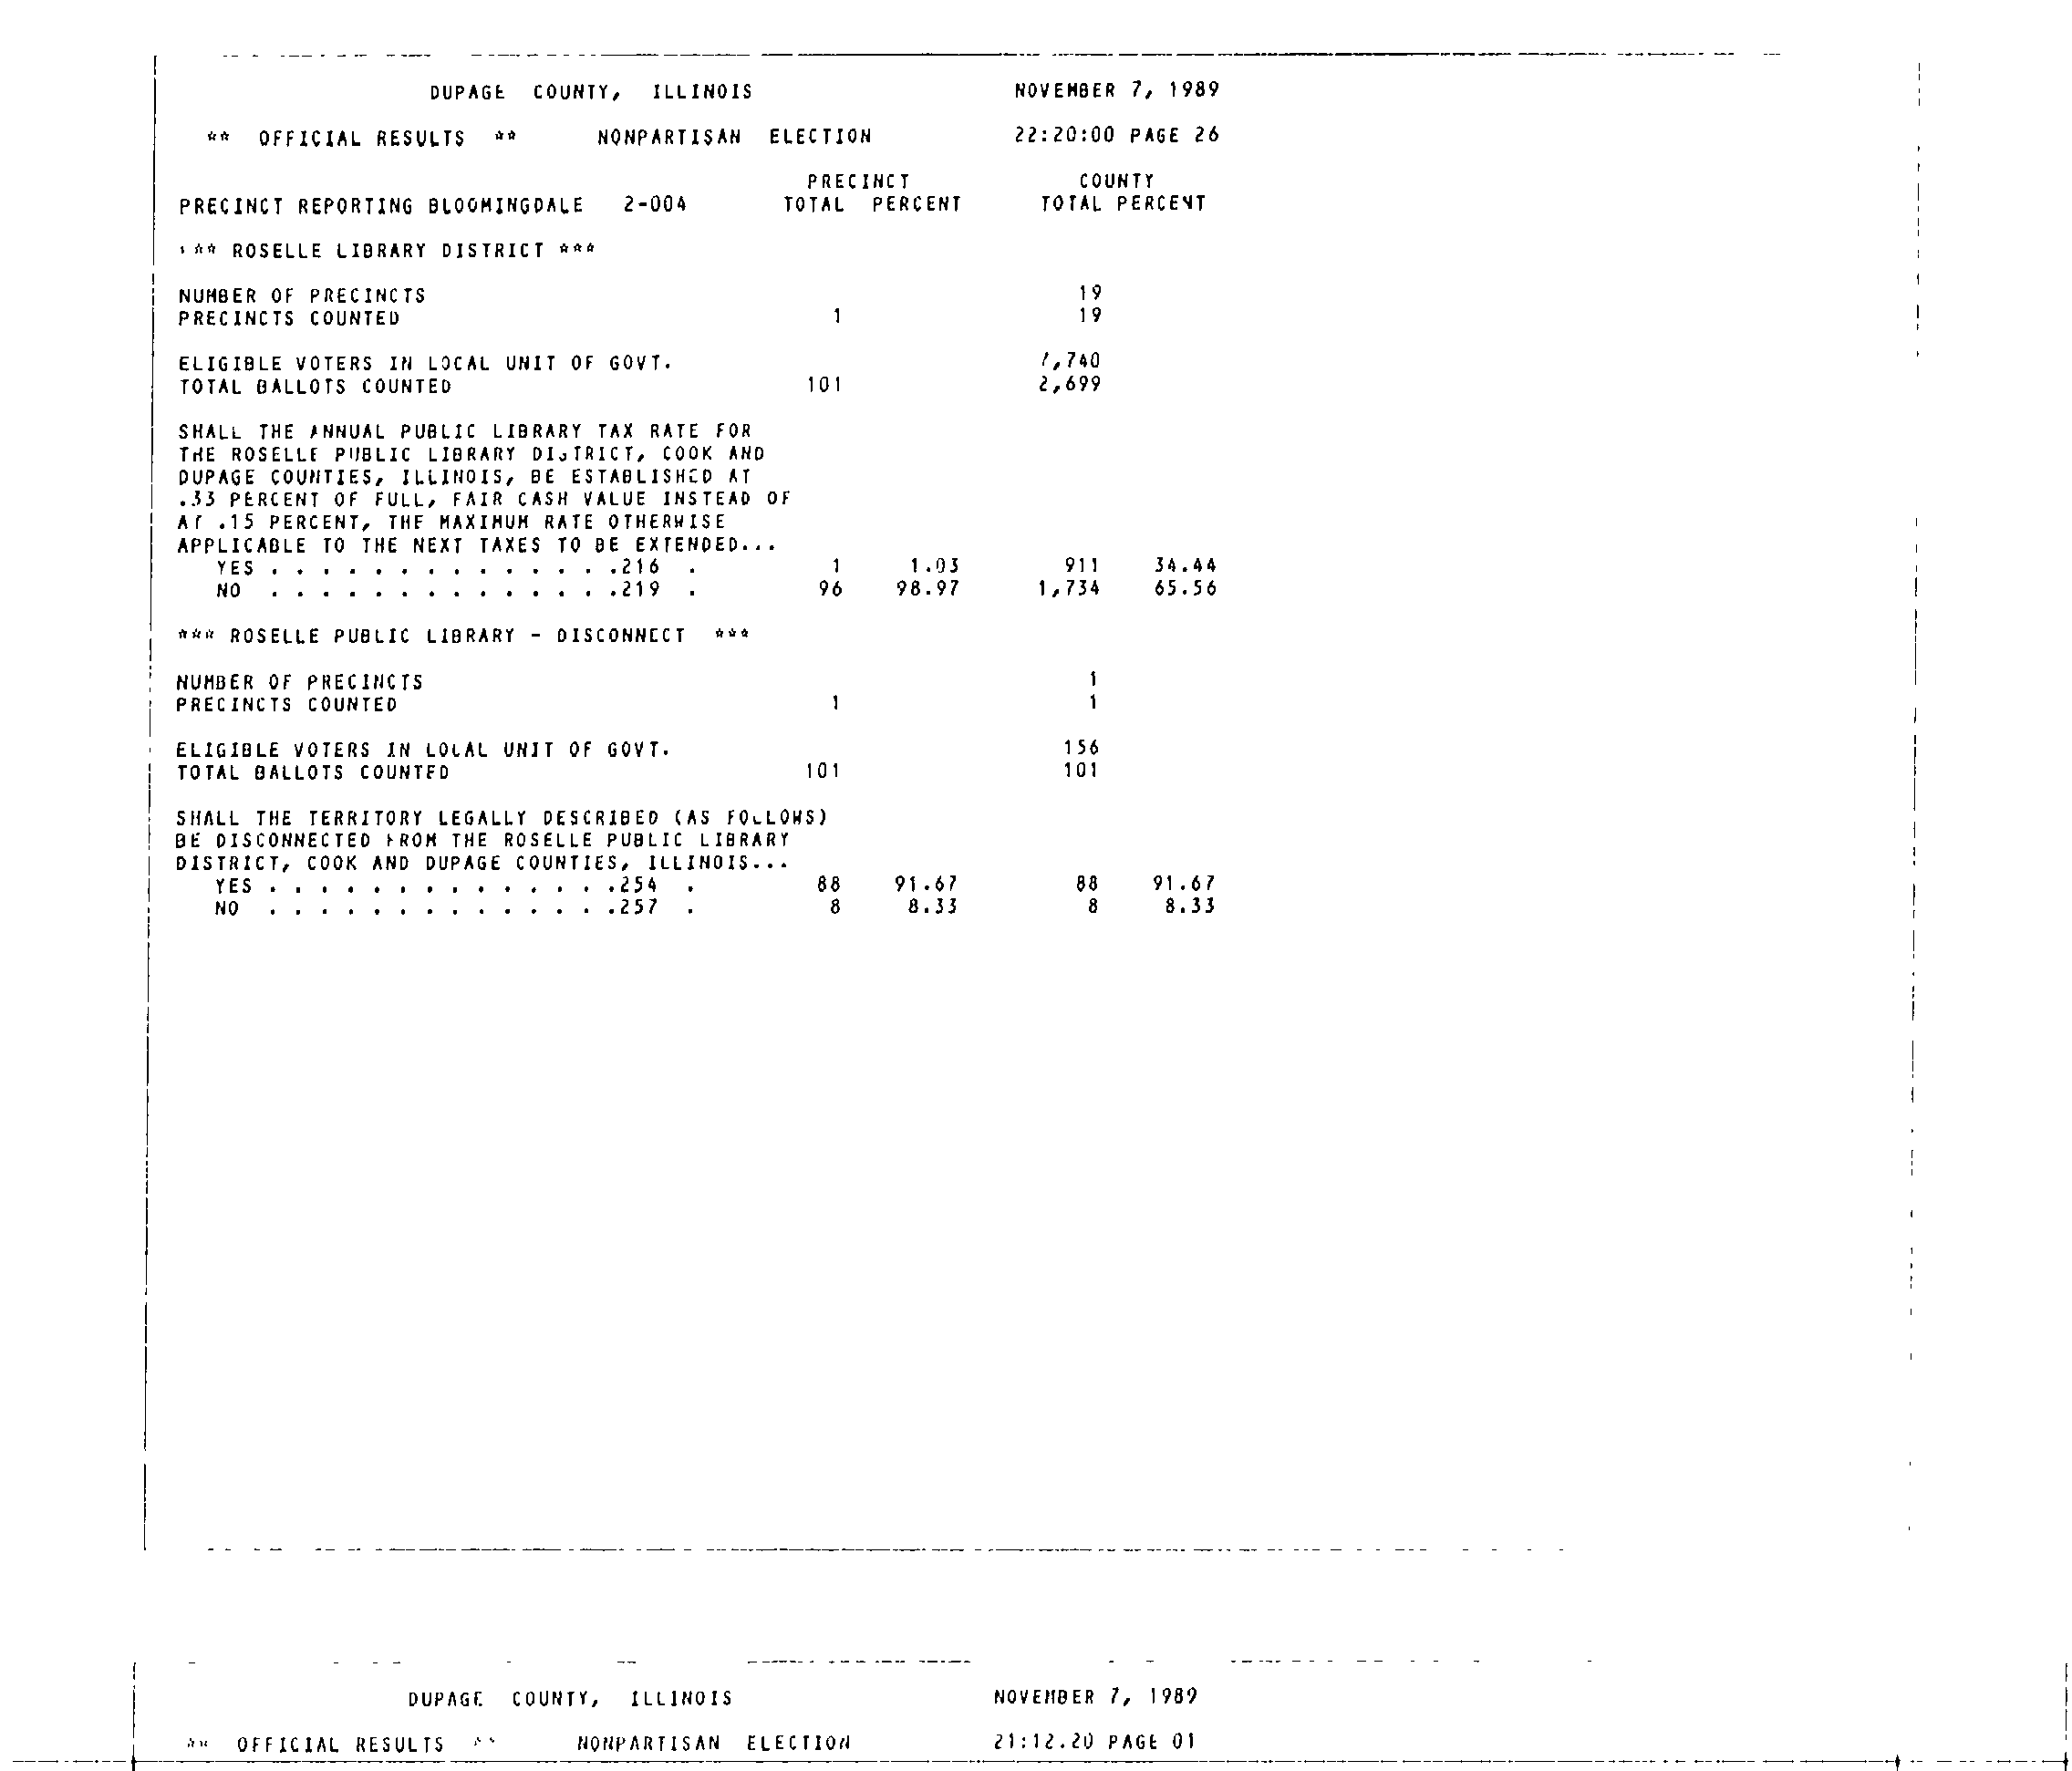 DUPAGE COUNTY, ILLINOIS NOVEMBER 7, 1989
** OFFICIAL RESULTS ** NONPARTISAN ELECTION 22:20:00 PAGE 26
PRECINCT COUNTY
PRECINCT REPORTING BLOOMINGDALE 2-004 TOTAL PERCENT TOTAL PERCENT
*** ROSELLE LIBRARY DISTRICT ***
NUMBER OF PRECINCTS 19
PRECINCTS COUNTED 1 19
ELIGIBLE VOTERS IN LOCAL UNIT OF GOVT. 7,740
TOTAL BALLOTS COUNTED 101 2,699
SHALL THE ANNUAL PUBLIC LIBRARY TAX RATE FOR
THE ROSELLE PUBLIC LIBRARY DISTRICT, COOK AND
DUPAGE COUNTIES, ILLINOIS, BE ESTABLISHED AT
.33 PERCENT OF FULL, FAIR CASH VALUE INSTEAD OF
AT .15 PERCENT, THE MAXIMUM RATE OTHERWISE
APPLICABLE TO THE NEXT TAXES TO BE EXTENDED...
YES . . . . . . . . . . . . . .216 . 1 1.03 911 34.44
NO . . . . . . . . . . . . . .219 . 96 98.97 1,734 65.56
*** ROSELLE PUBLIC LIBRARY - DISCONNECT ***
NUMBER OF PRECINCTS 1
PRECINCTS COUNTED 1 1
ELIGIBLE VOTERS IN LOCAL UNIT OF GOVT. 156
TOTAL BALLOTS COUNTED 101 101
SHALL THE TERRITORY LEGALLY DESCRIBED (AS FOLLOWS)
BE DISCONNECTED FROM THE ROSELLE PUBLIC LIBRARY
DISTRICT, COOK AND DUPAGE COUNTIES, ILLINOIS...
YES . . . . . . . . . . . . . .254 . 88 91.67 88 91.67
NO . . . . . . . . . . . . . .257 . 8 8.33 8 8.33
DUPAGE COUNTY, ILLINOIS NOVEMBER 7, 1989
** OFFICIAL RESULTS ** NONPARTISAN ELECTION 21:12.20 PAGE 01